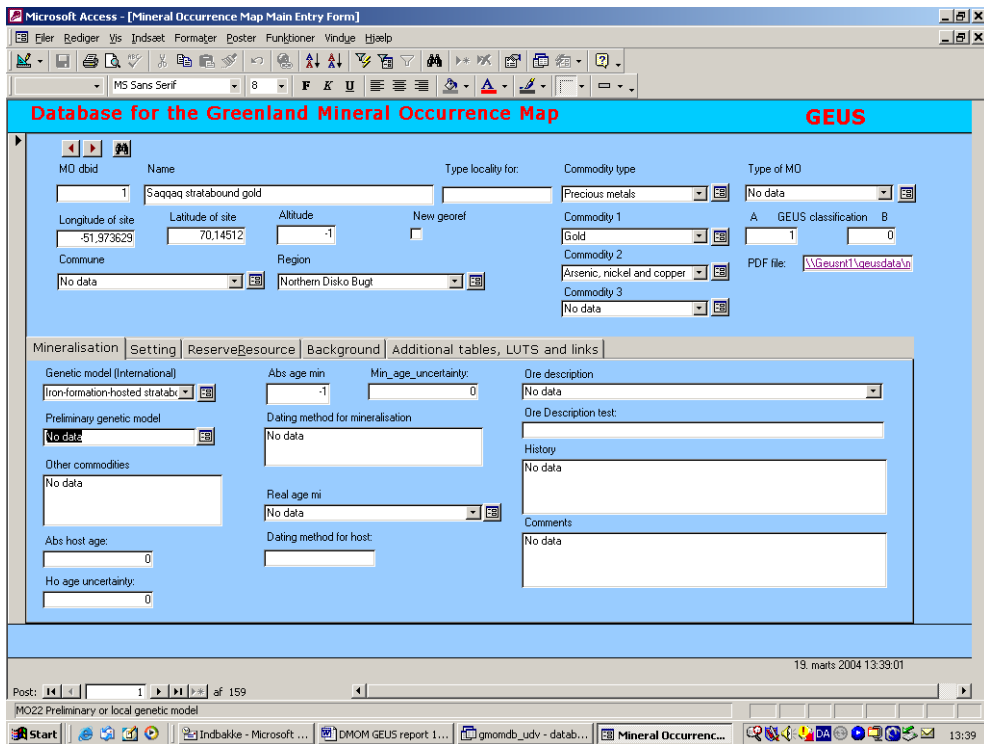 Microsoft Access - [Mineral Occurrence Map Main Entry Form]
Filer Rediger Vis Indsæt Formater Poster Funktioner Vindue Hjælp
MS Sans Serif 8 F K U
Database for the Greenland Mineral Occurrence Map GEUS
MO dbid Name Type locality for: Commodity type Type of MO
1 Saqqaq stratabound gold Precious metals No data
Longitude of site Latitude of site Altitude New georef Commodity 1 A GEUS classification B
-51,973629 70,14512 -1 Gold 1 0
Commune Region Commodity 2 PDF file: \\Geusnt1\geusdata\n
No data Northern Disko Bugt Arsenic, nickel and copper
Commodity 3
No data
Mineralisation Setting ReserveResource Background Additional tables, LUTS and links
Genetic model (International) Abs age min Min_age_uncertainty: Ore description
Iron-formation-hosted stratabo -1 0 No data
Preliminary genetic model Dating method for mineralisation Ore Description test:
No data No data
Other commodities History
No data No data
Real age mi
No data
Comments
Abs host age: Dating method for host: No data
0
Ho age uncertainty:
0
19. marts 2004 13:39:01
Post: 1 af 159
MO22 Preliminary or local genetic model
Start Indbakke - Microsoft ... DMOM GEUS report 1... gmomdb_udv - datab... Mineral Occurrenc... DA 13:39